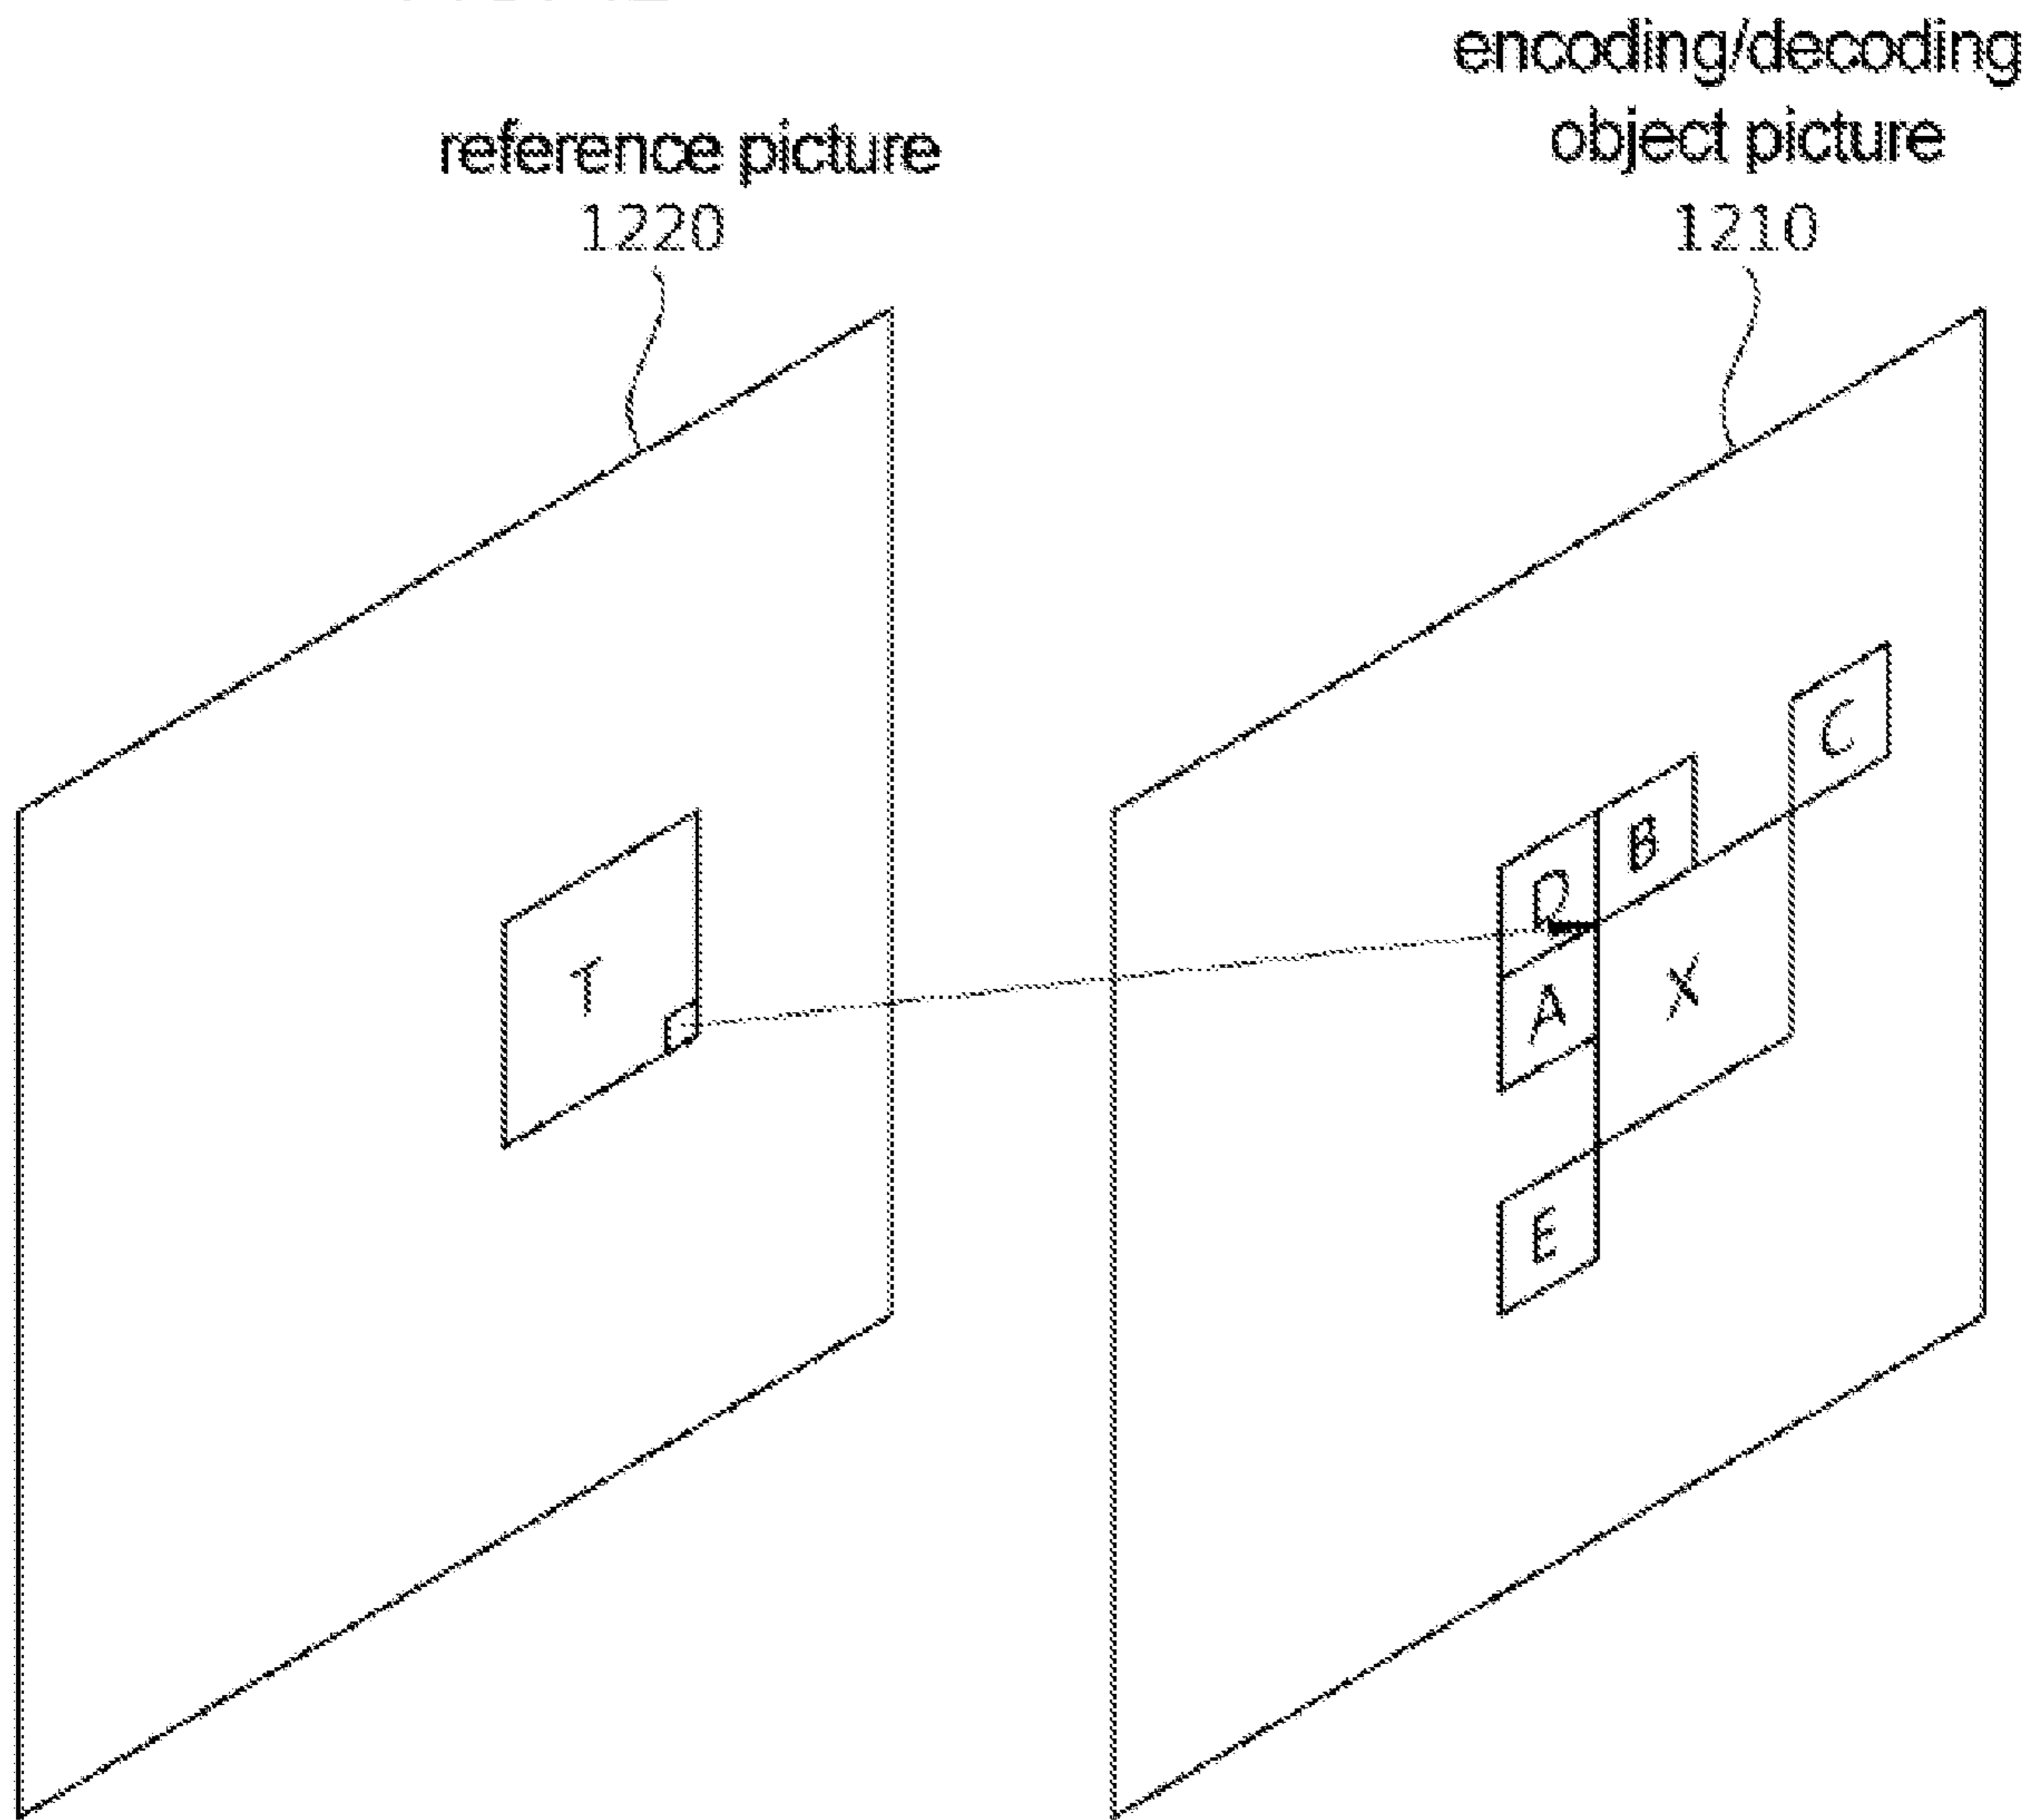 reference picture
1220
encoding/decoding
object picture
1210
T
C
B
D
A
X
E